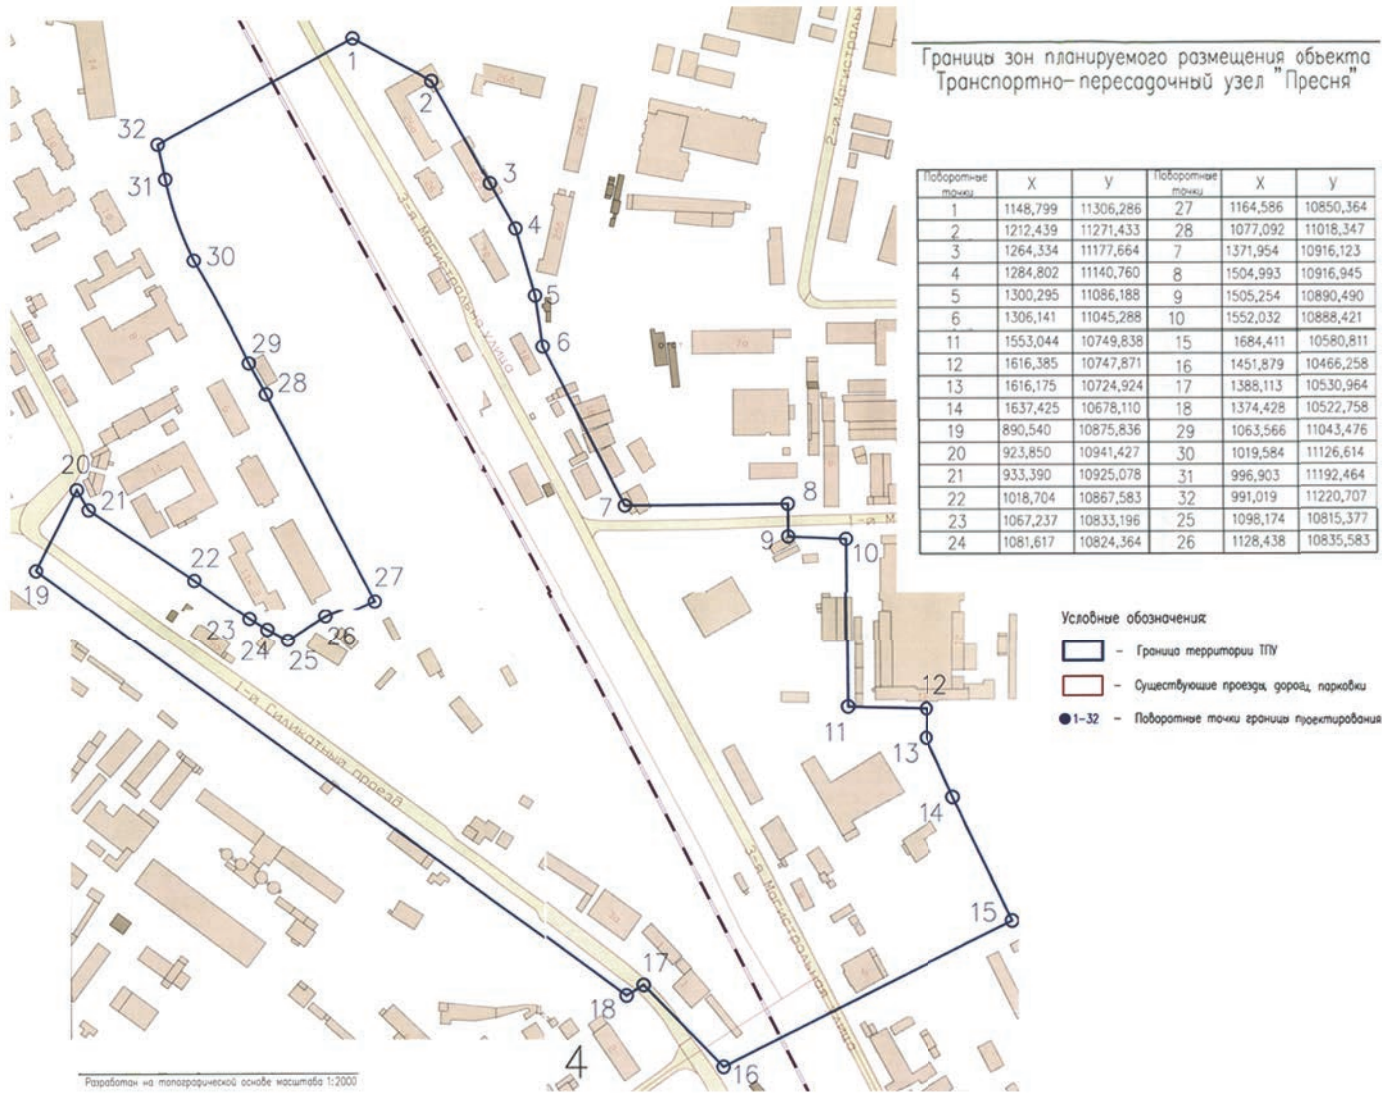 Границы зон планируемого размещения объекта
Транспортно-пересадочный узел "Пресня"
Поворотные точки X У Поворотные точки X У
1 1148,799 11306,286 27 1164,586 10850,364
2 1212,439 11271,433 28 1077,092 11018,347
3 1264,334 11177,664 7 1371,954 10916,123
4 1284,802 11140,760 8 1504,993 10916,945
5 1300,295 11086,188 9 1505,254 10890,490
6 1306,141 11045,288 10 1552,032 10888,421
11 1553,044 10749,838 15 1684,411 10580,811
12 1616,385 10747,871 16 1451,879 10466,258
13 1616,175 10724,924 17 1388,113 10530,964
14 1637,425 10678,110 18 1374,428 10522,758
19 890,540 10875,836 29 1063,566 11043,476
20 923,850 10941,427 30 1019,584 11126,614
21 933,390 10925,078 31 996,903 11192,464
22 1018,704 10867,583 32 991,019 11220,707
23 1067,237 10833,196 25 1098,174 10815,377
24 1081,617 10824,364 26 1128,438 10835,583
Условные обозначения:
- Граница территории ТПУ
- Существующие проезды, дороги, парковки
1-32 - Поворотные точки границы проектирования
1
2
32
3
31
4
30
5
6
29
28
20
21
7
8
9
10
22
19
27
23
24
25
26
12
11
13
14
15
17
18
16
3-я Магистральная улица
2-й Магистраль
1-й М
1-й Силикатный проезд
3-я Магистральная улица
4
Разработан на топографической основе масштаба 1:2000